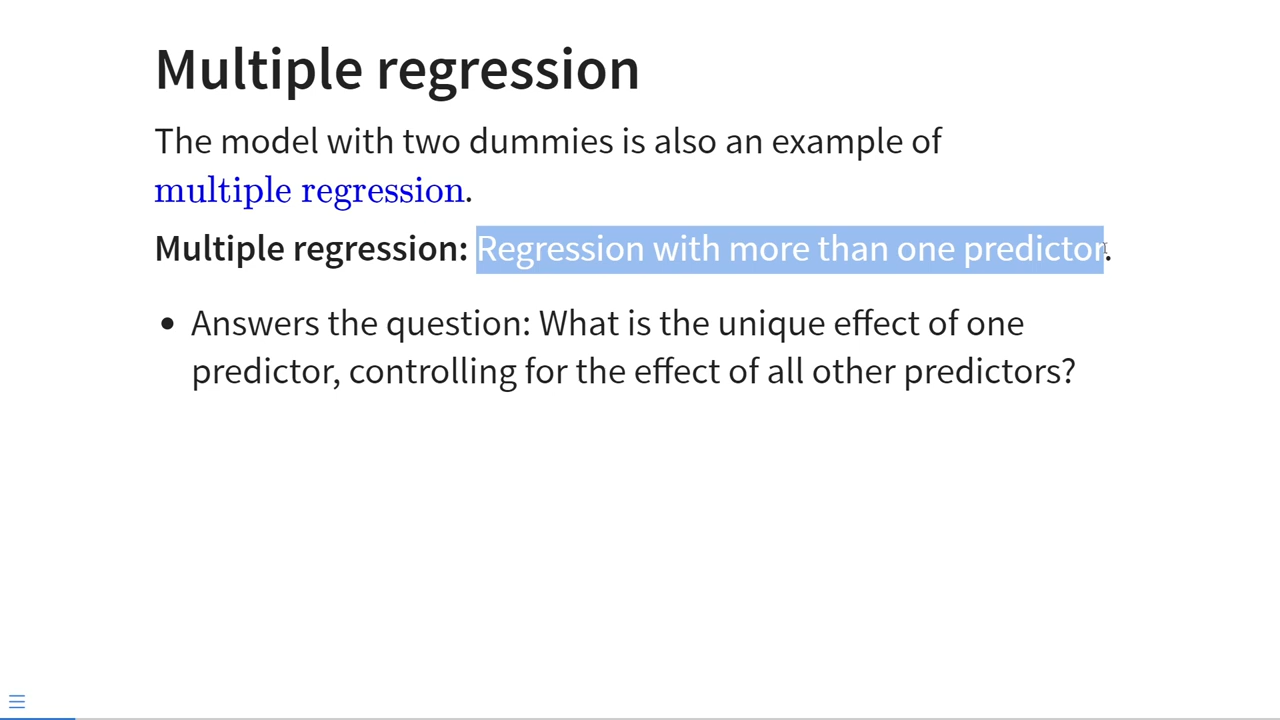 Multiple regression
The model with two dummies is also an example of
multiple regression.
Multiple regression: Regression with more than one predictor.
• Answers the question: What is the unique effect of one
predictor, controlling for the effect of all other predictors?